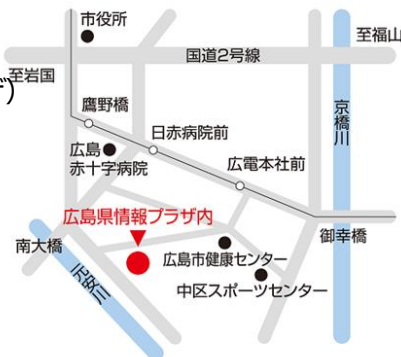 市役所
国道2号線
至福山
至岩国
鷹野橋
日赤病院前
広島
赤十字病院
広電本社前
京橋川
広島県情報プラザ内
南大橋
元安川
広島市健康センター
御幸橋
中区スポーツセンター